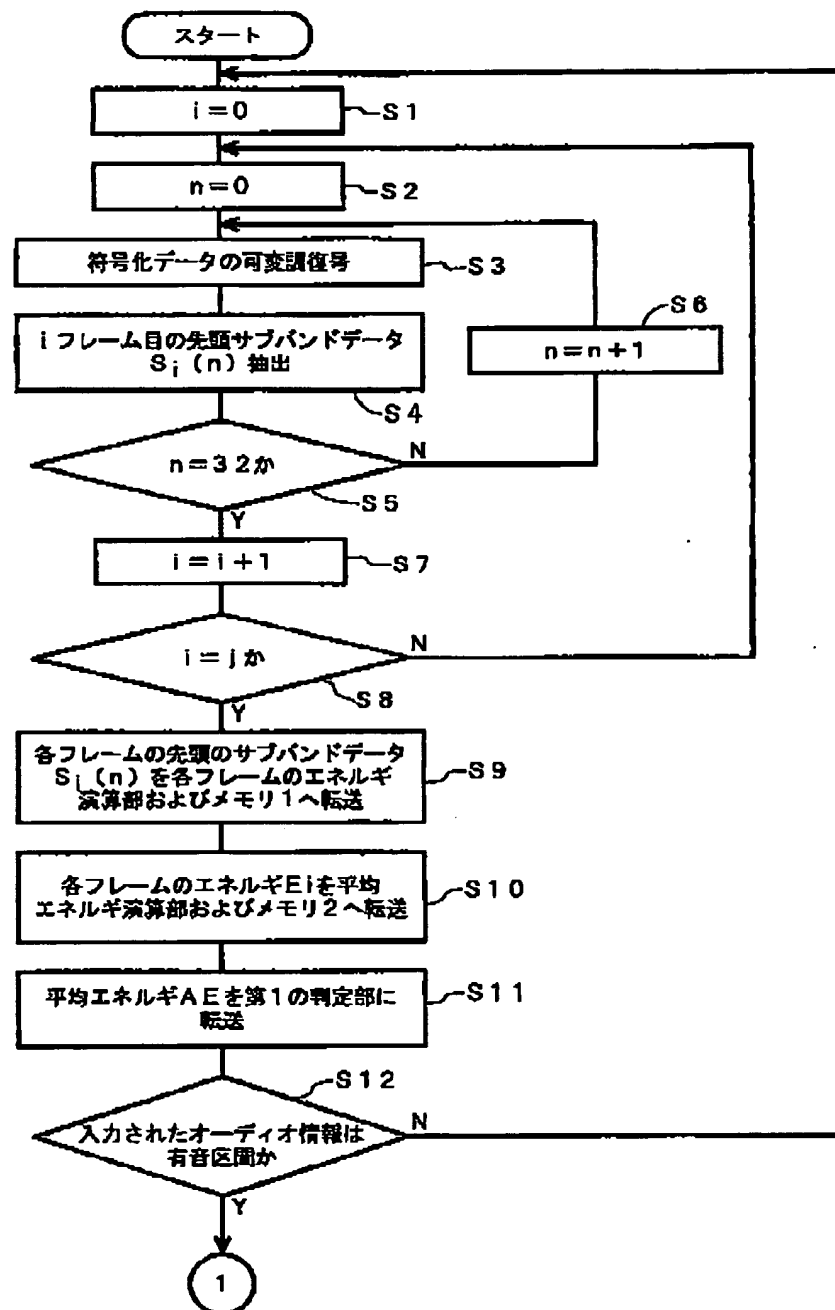 スタート
i=0
S1
n=0
S2
符号化データの可変調復号
S3
iフレーム目の先頭サブバンドデータ
Si(n)抽出
S4
n=32か
N
S5
Y
S6
n=n+1
i=i+1
S7
i=jか
N
S8
Y
各フレームの先頭のサブバンドデータ
Si(n)を各フレームのエネルギ
演算部およびメモリ1へ転送
S9
各フレームのエネルギEiを平均
エネルギ演算部およびメモリ2へ転送
S10
平均エネルギAEを第1の判定部に
転送
S11
S12
入力されたオーディオ情報は
有音区間か
N
Y
1